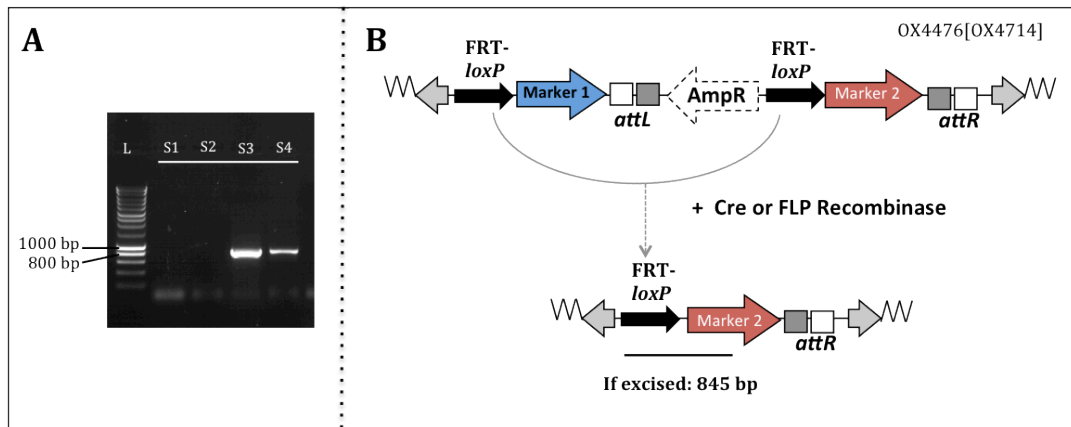 A
L S1 S2 S3 S4
1000 bp
800 bp
B
OX4476[OX4714]
FRT-
loxP
FRT-
loxP
Marker 1
AmpR
Marker 2
attL
attR
+ Cre or FLP Recombinase
FRT-
loxP
Marker 2
attR
If excised: 845 bp